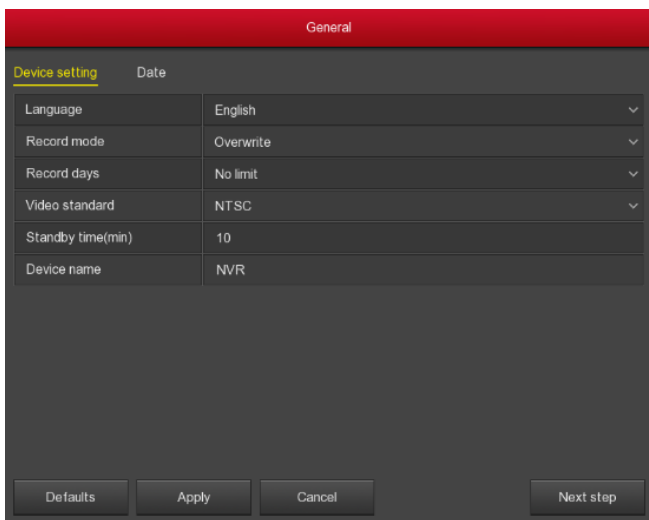 General
Device setting Date
Language English
Record mode Overwrite
Record days No limit
Video standard NTSC
Standby time(min) 10
Device name NVR
Defaults Apply Cancel Next step